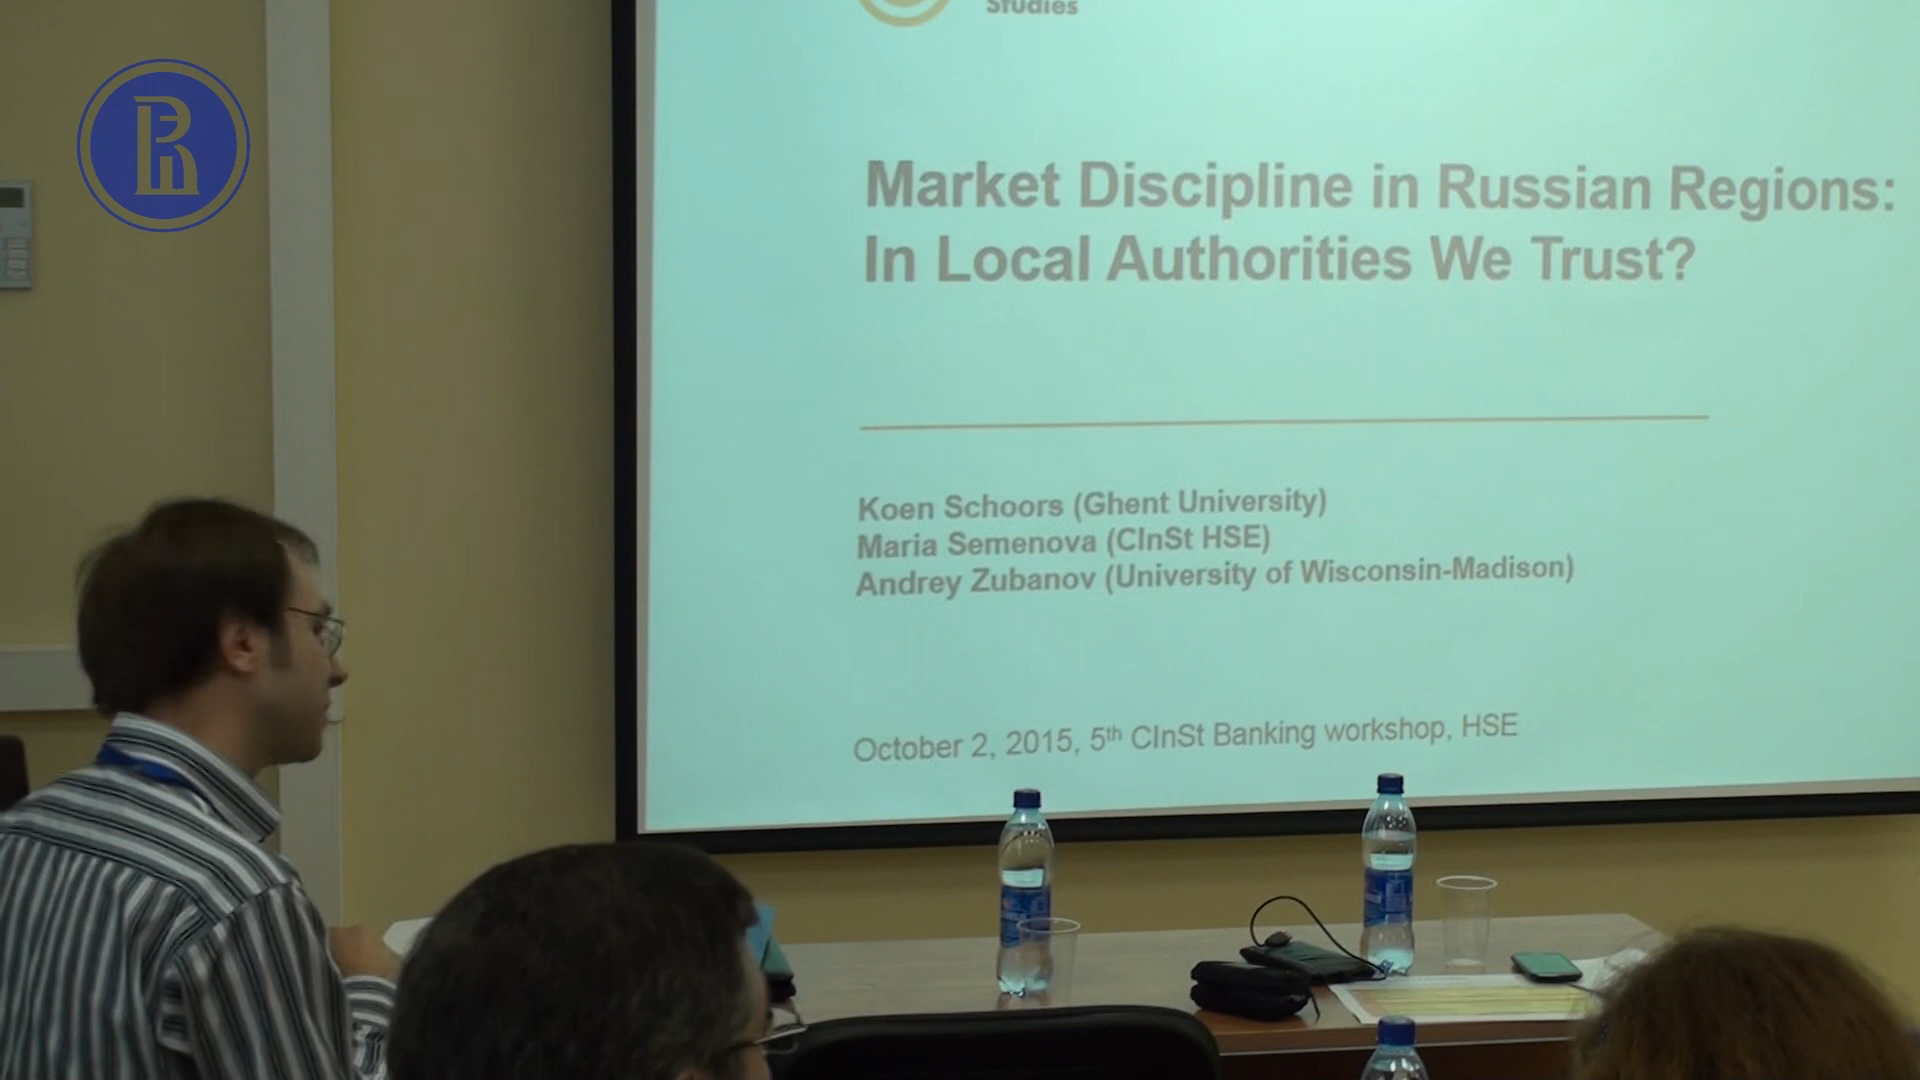 Studies
Market Discipline in Russian Regions:
In Local Authorities We Trust?
Koen Schoors (Ghent University)
Maria Semenova (CInSt HSE)
Andrey Zubanov (University of Wisconsin-Madison)
October 2, 2015, 5th CInSt Banking workshop, HSE